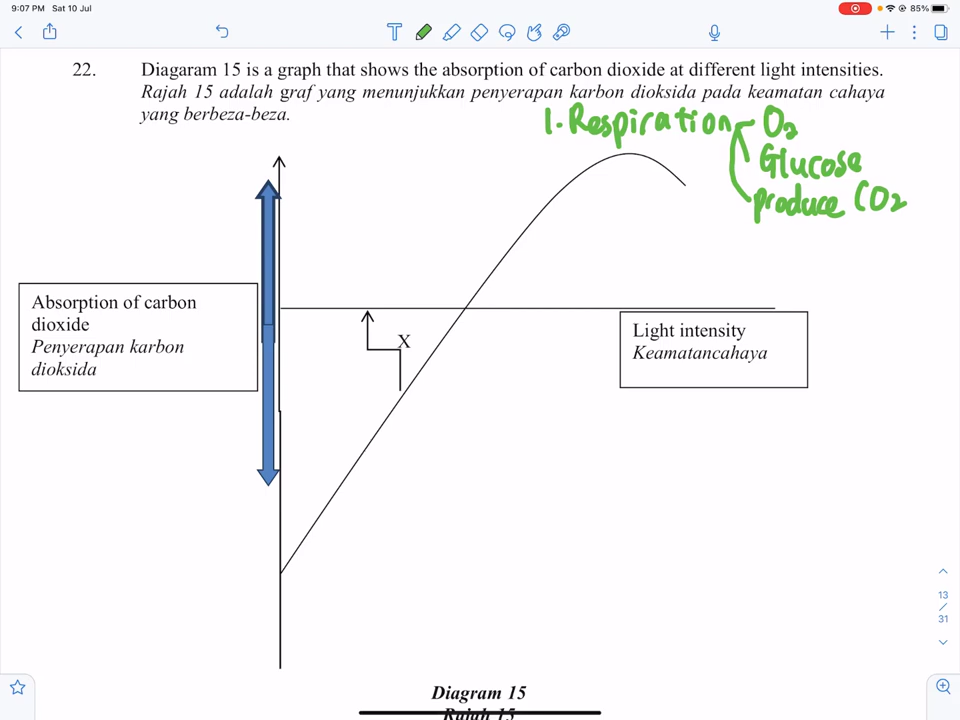 9:07 PM Sat 10 Jul
85%
22. Diagaram 15 is a graph that shows the absorption of carbon dioxide at different light intensities.
Rajah 15 adalah graf yang menunjukkan penyerapan karbon dioksida pada keamatan cahaya
yang berbeza-beza.
1. Respiration O2
Glucose
produce CO2
Absorption of carbon
dioxide
Penyerapan karbon
dioksida
X
Light intensity
Keamatancahaya
13
/
31
Diagram 15
Rajah 15